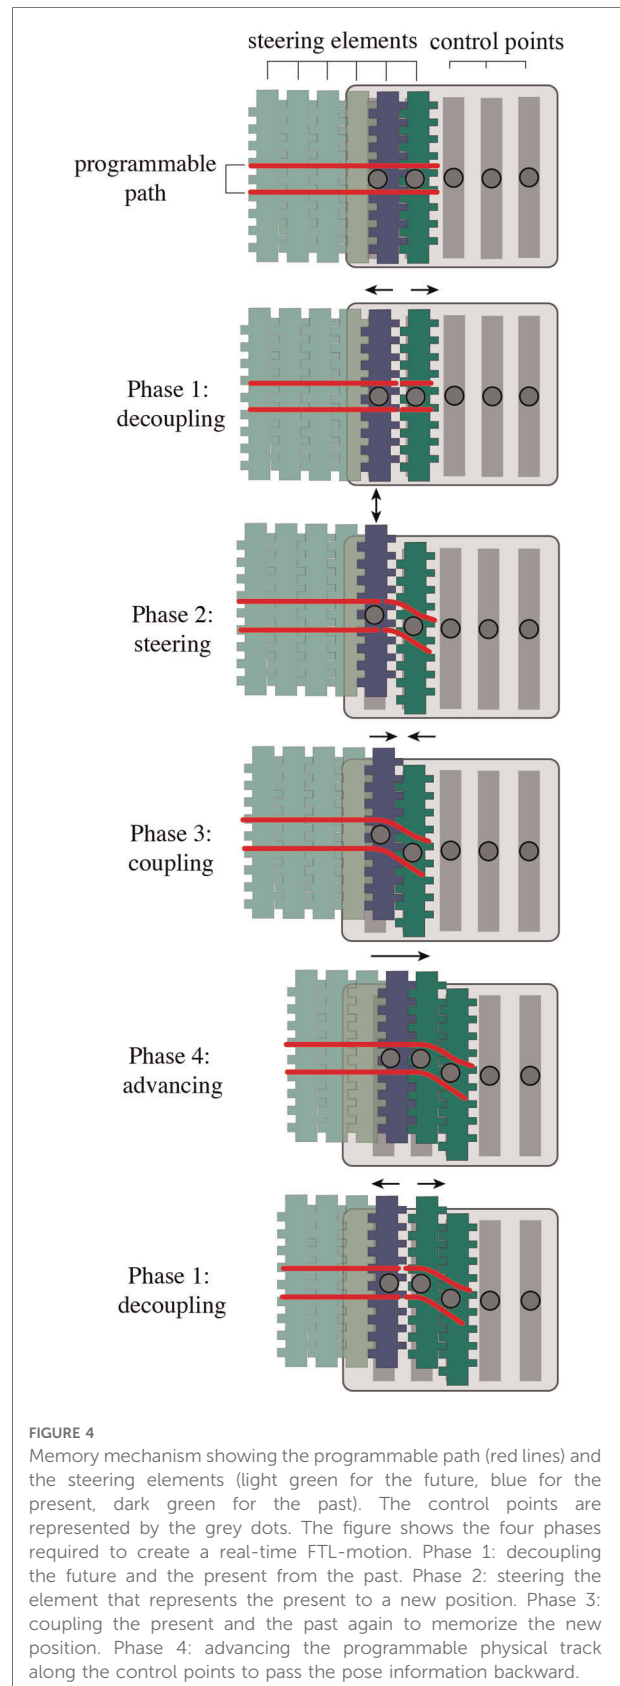 steering elements
control points
programmable
path
Phase 1:
decoupling
Phase 2:
steering
Phase 3:
coupling
Phase 4:
advancing
Phase 1:
decoupling
FIGURE 4
Memory mechanism showing the programmable path (red lines) and
the steering elements (light green for the future, blue for the
present, dark green for the past). The control points are
represented by the grey dots. The figure shows the four phases
required to create a real-time FTL-motion. Phase 1: decoupling
the future and the present from the past. Phase 2: steering the
element that represents the present to a new position. Phase 3:
coupling the present and the past again to memorize the new
position. Phase 4: advancing the programmable physical track
along the control points to pass the pose information backward.